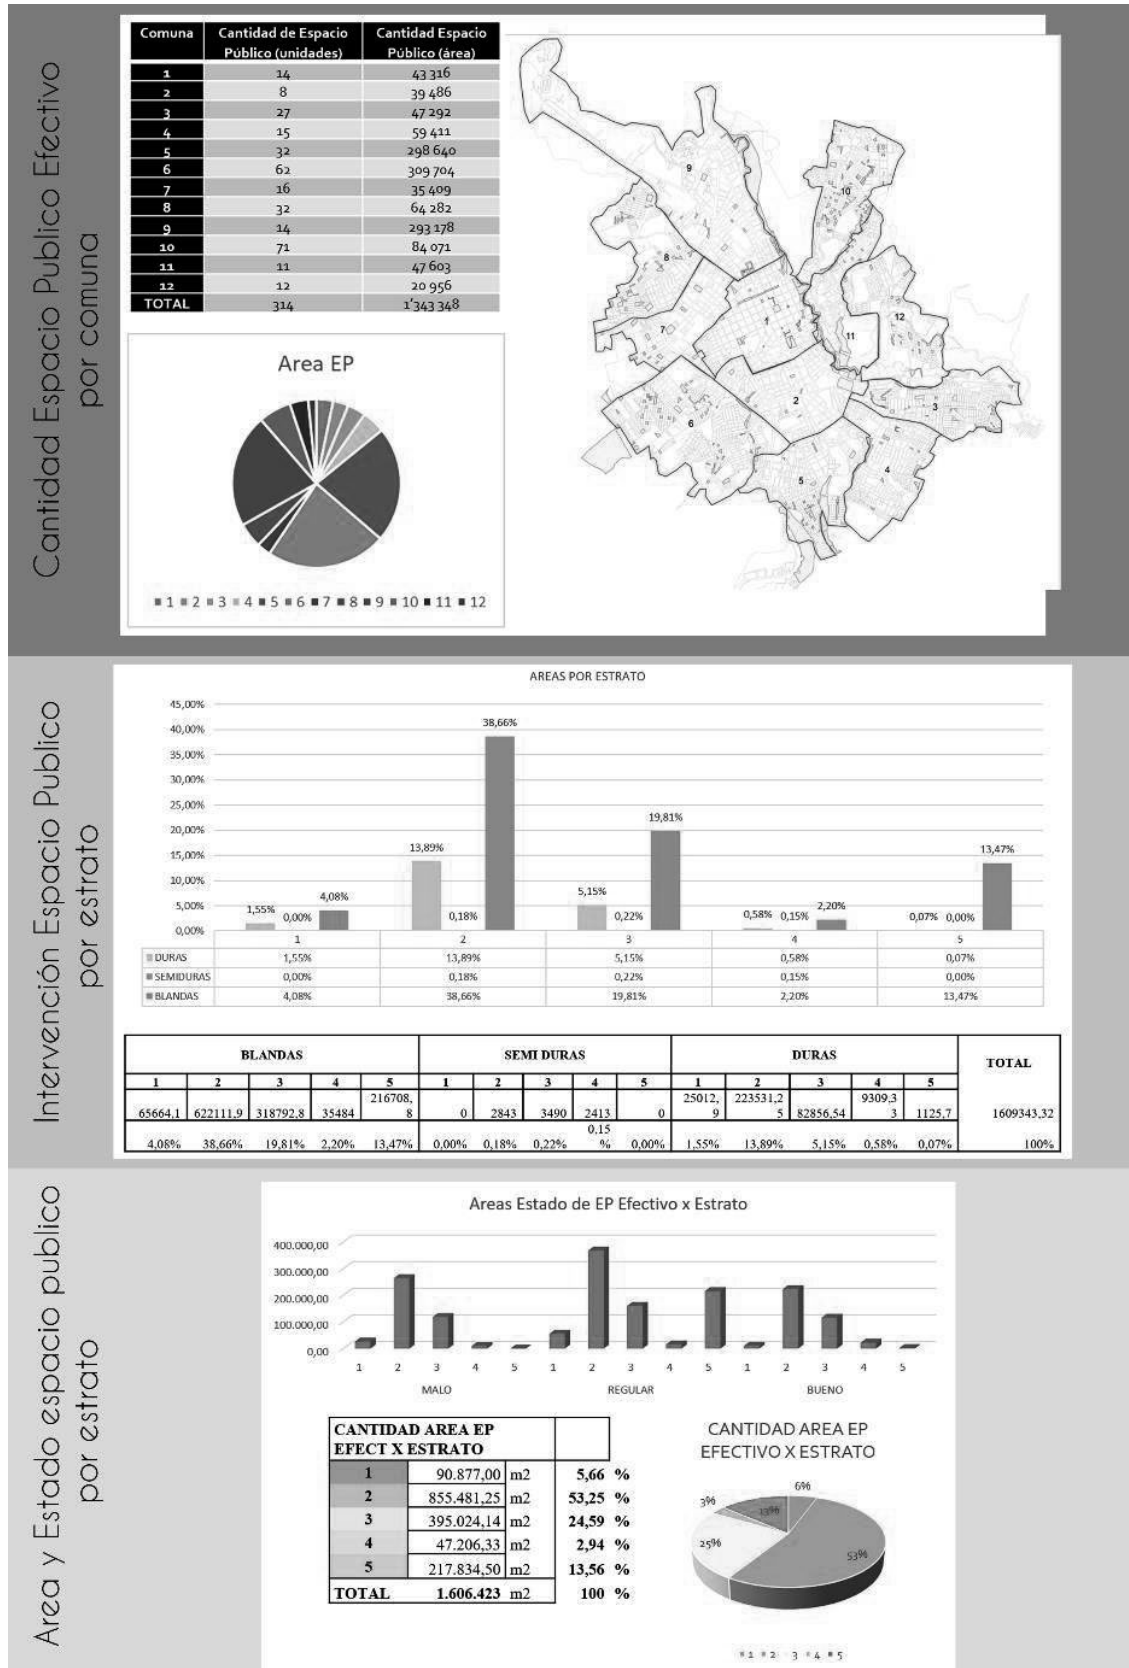 Cantidad Espacio Publico Efectivo
por comuna
Comuna Cantidad de Espacio Público (unidades) Cantidad Espacio Público (área)
1 14 43 316
2 8 39 486
3 27 47 292
4 15 59 411
5 32 298 640
6 62 309 704
7 16 35 409
8 32 64 282
9 14 293 178
10 71 84 071
11 11 47 603
12 12 20 956
TOTAL 314 1'343 348
Area EP
1 2 3 4 5 6 7 8 9 10 11 12
9
10
8
12
1
11
7
3
2
6
4
5
Intervención Espacio Publico
por estrato
AREAS POR ESTRATO
45,00%
40,00%
35,00%
30,00%
25,00%
20,00%
15,00%
10,00%
5,00%
0,00%
1,55% 0,00% 4,08%
13,89% 0,18% 38,66%
5,15% 0,22% 19,81%
0,58% 0,15% 2,20%
0,07% 0,00% 13,47%
1 2 3 4 5
DURAS 1,55% 13,89% 5,15% 0,58% 0,07%
SEMIDURAS 0,00% 0,18% 0,22% 0,15% 0,00%
BLANDAS 4,08% 38,66% 19,81% 2,20% 13,47%
BLANDAS SEMI DURAS DURAS TOTAL
1 2 3 4 5 1 2 3 4 5 1 2 3 4 5
65664,1 622111,9 318792,8 35484 216708,8 0 2843 3490 2413 0 25012,9 223531,25 82856,54 9309,33 1125,7 1609343,32
4,08% 38,66% 19,81% 2,20% 13,47% 0,00% 0,18% 0,22% 0,15% 0,00% 1,55% 13,89% 5,15% 0,58% 0,07% 100%
Area y Estado espacio publico
por estrato
Areas Estado de EP Efectivo x Estrato
400.000,00
300.000,00
200.000,00
100.000,00
0,00
1 2 3 4 5 1 2 3 4 5 1 2 3 4 5
MALO REGULAR BUENO
CANTIDAD AREA EP
EFECT X ESTRATO
1 90.877,00 m2 5,66 %
2 855.481,25 m2 53,25 %
3 395.024,14 m2 24,59 %
4 47.206,33 m2 2,94 %
5 217.834,50 m2 13,56 %
TOTAL 1.606.423 m2 100 %
CANTIDAD AREA EP
EFECTIVO X ESTRATO
6%
3%
13%
25%
53%
1 2 3 4 5